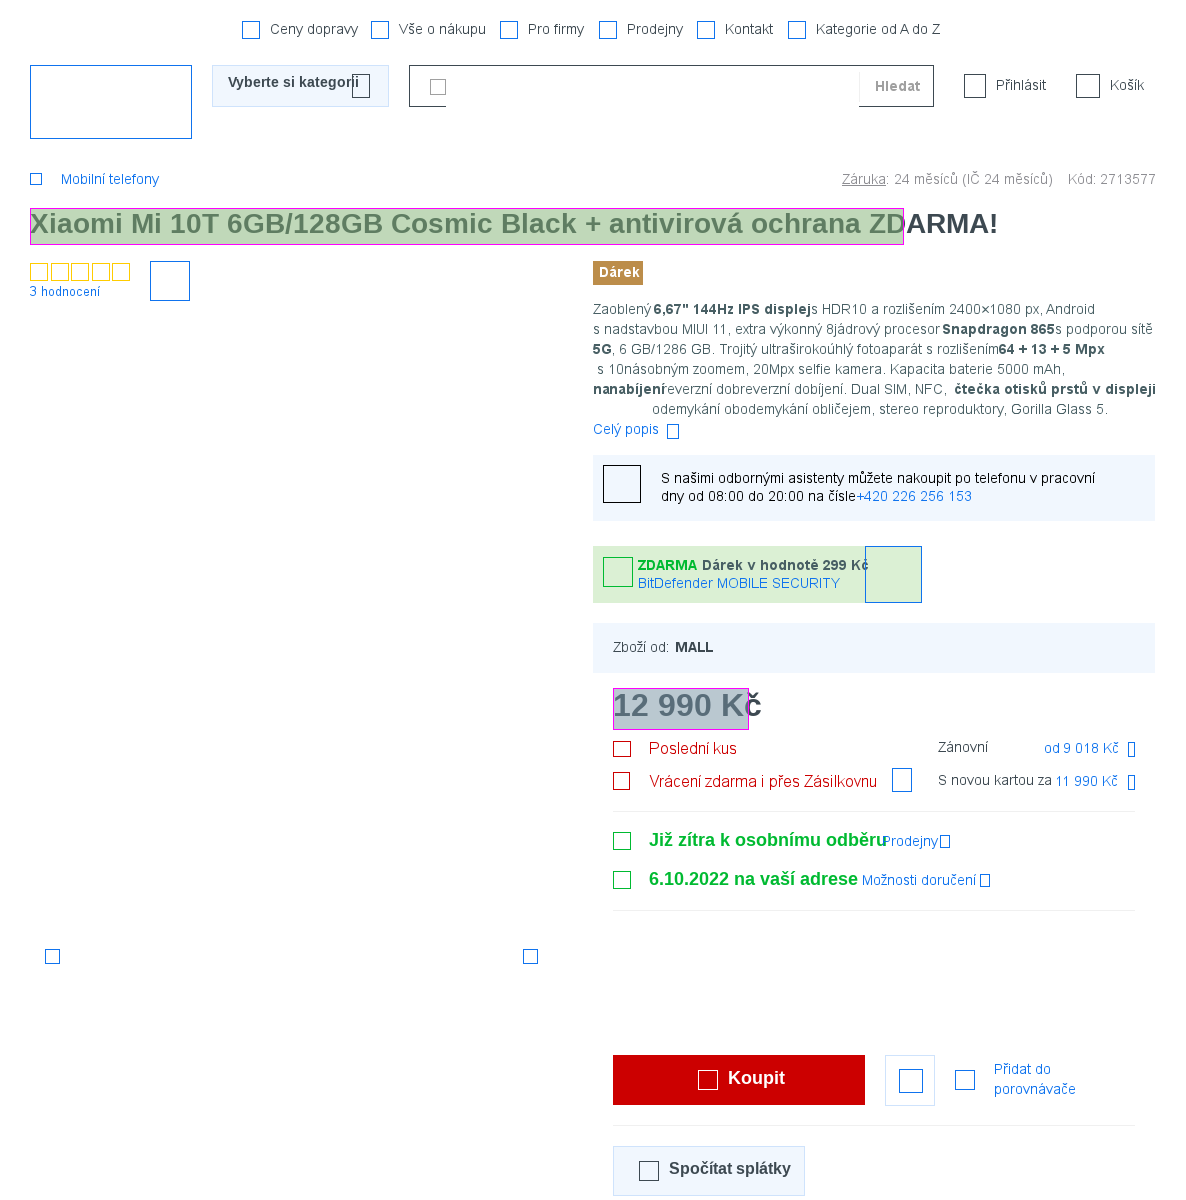 Ceny dopravy Vše o nákupu Pro firmy Prodejny Kontakt Kategorie od A do Z
Vyberte si kategorii Hledat Přihlásit Košík
Mobilní telefony Záruka: 24 měsíců (IČ 24 měsíců) Kód: 2713577
Xiaomi Mi 10T 6GB/128GB Cosmic Black + antivirová ochrana ZDARMA!
3 hodnocení
Dárek
Zaoblený 6,67" 144Hz IPS displej s HDR10 a rozlišením 2400×1080 px, Android
s nadstavbou MIUI 11, extra výkonný 8jádrový procesor Snapdragon 865 s podporou sítě
5G, 6 GB/1286 GB. Trojitý ultraširokoúhlý fotoaparát s rozlišením 64 + 13 + 5 Mpx
s 10násobným zoomem, 20Mpx selfie kamera. Kapacita baterie 5000 mAh,
nanabíjení reverzní dobreverzní dobíjení. Dual SIM, NFC, čtečka otisků prstů v displeji
odemykání obodemykání obličejem, stereo reproduktory, Gorilla Glass 5.
Celý popis
S našimi odbornými asistenty můžete nakoupit po telefonu v pracovní
dny od 08:00 do 20:00 na čísle +420 226 256 153
ZDARMA Dárek v hodnotě 299 Kč
BitDefender MOBILE SECURITY
Zboží od: MALL
12 990 Kč
Poslední kus Zánovní od 9 018 Kč
Vrácení zdarma i přes Zásilkovnu S novou kartou za 11 990 Kč
Již zítra k osobnímu odběru Prodejny
6.10.2022 na vaší adrese Možnosti doručení
Koupit
Přidat do
porovnávače
Spočítat splátky